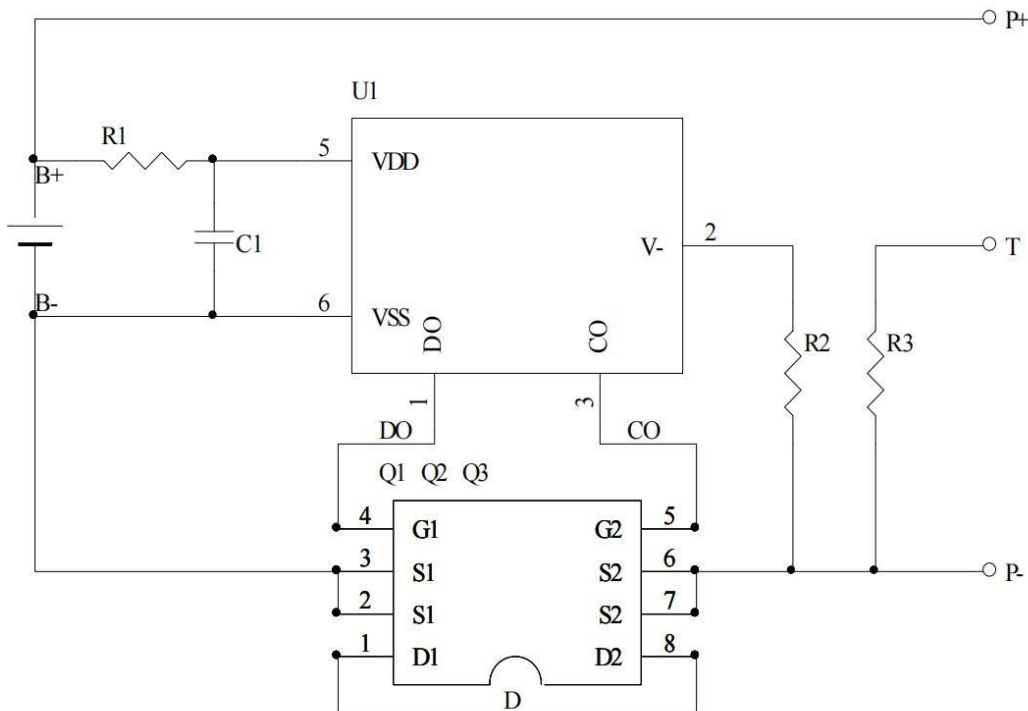 P+
U1
R1
5
VDD
B+
C1
V-
2
T
B-
6
VSS
DO
CO
R2
R3
1
3
DO
CO
Q1 Q2 Q3
4
G1
G2
5
3
S1
S2
6
P-
2
S1
S2
7
1
D1
D2
8
D